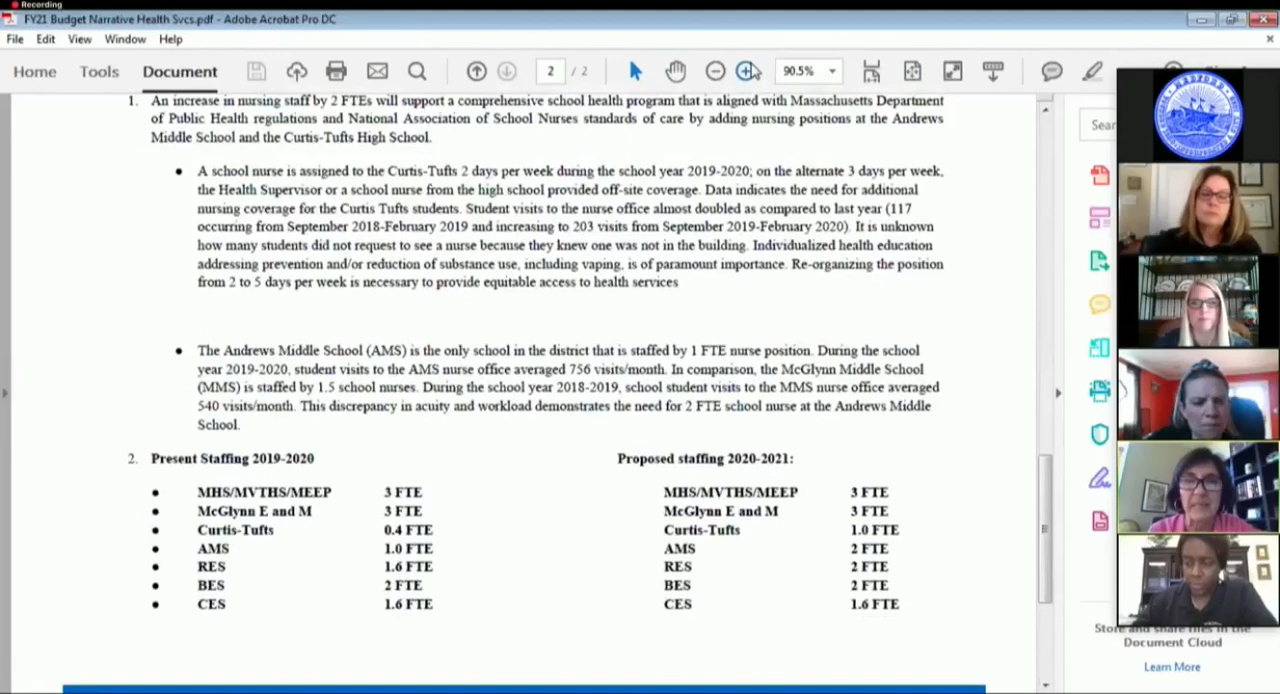 Recording
FY21 Budget Narrative Health Svcs.pdf - Adobe Acrobat Pro DC
File Edit View Window Help
Home Tools Document 2 / 2 90.5%
1. An increase in nursing staff by 2 FTEs will support a comprehensive school health program that is aligned with Massachusetts Department
of Public Health regulations and National Association of School Nurses standards of care by adding nursing positions at the Andrews
Middle School and the Curtis-Tufts High School.
• A school nurse is assigned to the Curtis-Tufts 2 days per week during the school year 2019-2020; on the alternate 3 days per week,
the Health Supervisor or a school nurse from the high school provided off-site coverage. Data indicates the need for additional
nursing coverage for the Curtis Tufts students. Student visits to the nurse office almost doubled as compared to last year (117
occurring from September 2018-February 2019 and increasing to 203 visits from September 2019-February 2020). It is unknown
how many students did not request to see a nurse because they knew one was not in the building. Individualized health education
addressing prevention and/or reduction of substance use, including vaping, is of paramount importance. Re-organizing the position
from 2 to 5 days per week is necessary to provide equitable access to health services
• The Andrews Middle School (AMS) is the only school in the district that is staffed by 1 FTE nurse position. During the school
year 2019-2020, student visits to the AMS nurse office averaged 756 visits/month. In comparison, the McGlynn Middle School
(MMS) is staffed by 1.5 school nurses. During the school year 2018-2019, school student visits to the MMS nurse office averaged
540 visits/month. This discrepancy in acuity and workload demonstrates the need for 2 FTE school nurse at the Andrews Middle
School.
2. Present Staffing 2019-2020 Proposed staffing 2020-2021:
• MHS/MVTHS/MEEP 3 FTE MHS/MVTHS/MEEP 3 FTE
• McGlynn E and M 3 FTE McGlynn E and M 3 FTE
• Curtis-Tufts 0.4 FTE Curtis-Tufts 1.0 FTE
• AMS 1.0 FTE AMS 2 FTE
• RES 1.6 FTE RES 2 FTE
• BES 2 FTE BES 2 FTE
• CES 1.6 FTE CES 1.6 FTE
Sear
Store and share files in the
Document Cloud
Learn More